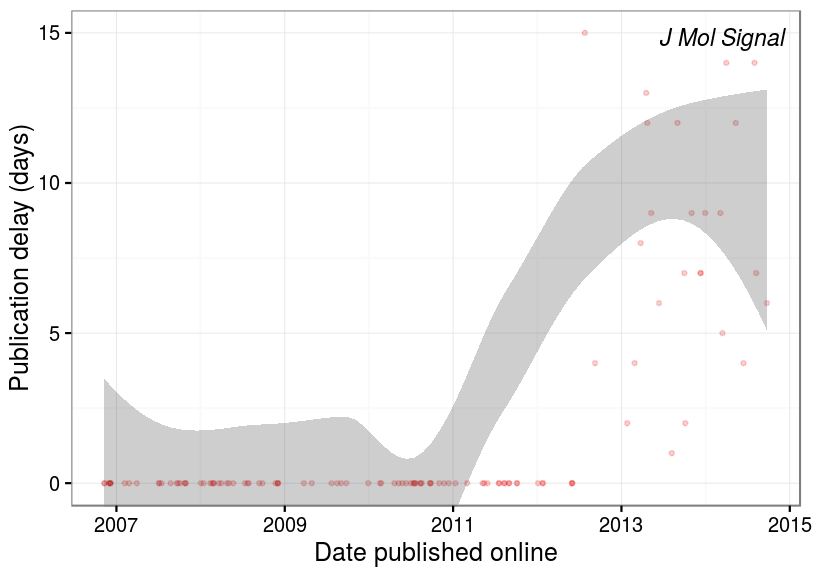 J Mol Signal
Publication delay (days)
15
10
5
0
2007 2009 2011 2013 2015
Date published online